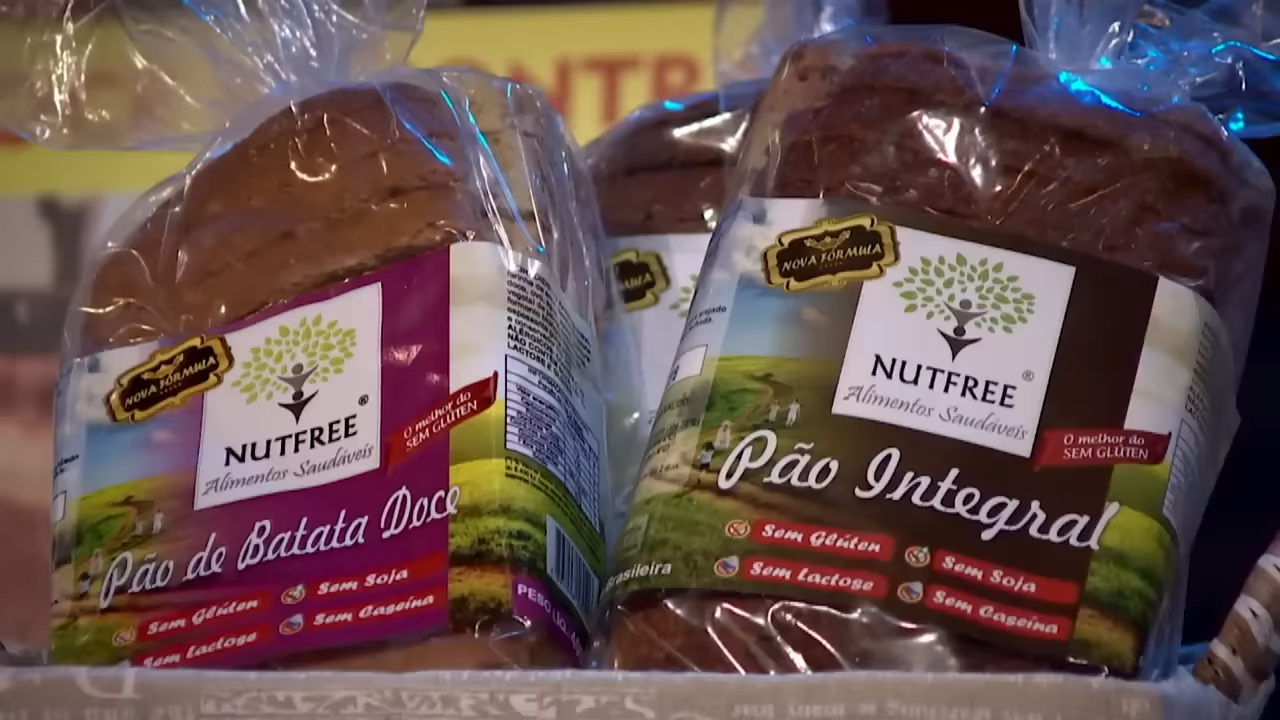 NOVA FÓRMULA
NUTFREE®
Alimentos Saudáveis
O melhor do
SEM GLÚTEN
Pão de Batata Doce
Sem Glúten
Sem Soja
Sem Lactose
Sem Caseína
PESO LÍQ.
NOVA FÓRMULA
NUTFREE®
Alimentos Saudáveis
O melhor do
SEM GLÚTEN
Pão Integral
Sem Glúten
Sem Soja
Sem Lactose
Sem Caseína
Brasileira